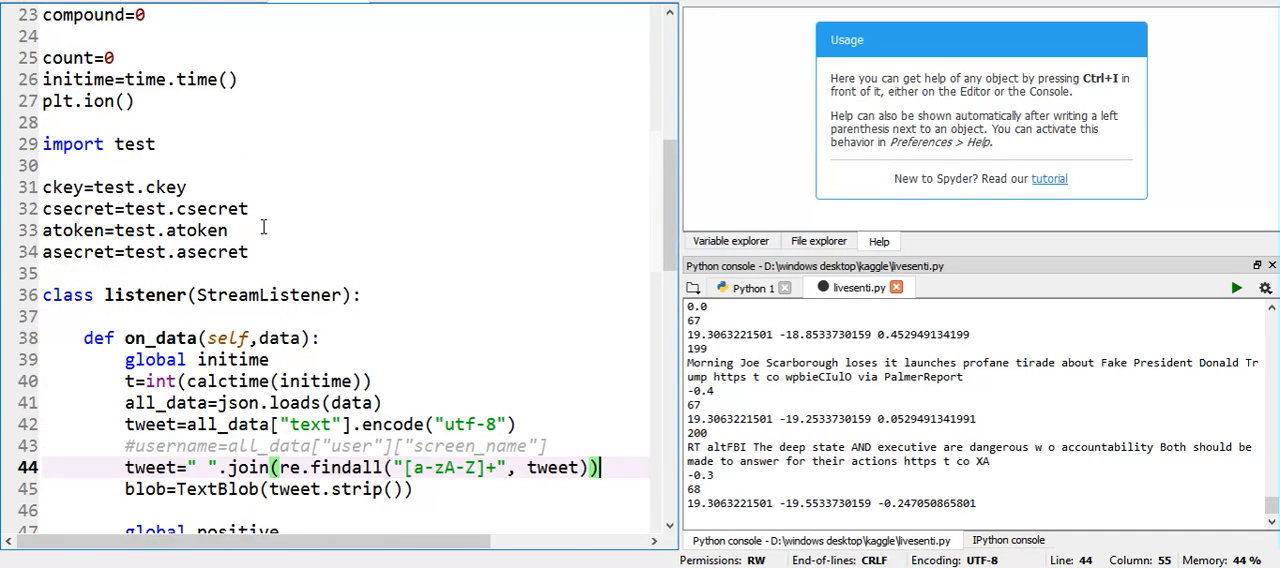 23 compound=0
24
25 count=0
26 initime=time.time()
27 plt.ion()
28
29 import test
30
31 ckey=test.ckey
32 csecret=test.csecret
33 atoken=test.atoken
34 asecret=test.asecret
35
36 class listener(StreamListener):
37
38 def on_data(self,data):
39 global initime
40 t=int(calctime(initime))
41 all_data=json.loads(data)
42 tweet=all_data["text"].encode("utf-8")
43 #username=all_data["user"]["screen_name"]
44 tweet=" ".join(re.findall("[a-zA-Z]+", tweet))
45 blob=TextBlob(tweet.strip())
46
47 global positive
Usage
Here you can get help of any object by pressing Ctrl+I in
front of it, either on the Editor or the Console.
Help can also be shown automatically after writing a left
parenthesis next to an object. You can activate this
behavior in Preferences > Help.
New to Spyder? Read our tutorial
Variable explorer File explorer Help
Python console - D:\windows desktop\kaggle\livesenti.py
Python 1 livesenti.py
0.0
67
19.3063221501 -18.8533730159 0.452949134199
199
Morning Joe Scarborough loses it launches profane tirade about Fake President Donald Tr
ump https t co wpbieCIulO via PalmerReport
-0.4
67
19.3063221501 -19.2533730159 0.0529491341991
200
RT altFBI The deep state AND executive are dangerous w o accountability Both should be
made to answer for their actions https t co XA
-0.3
68
19.3063221501 -19.5533730159 -0.247050865801
Python console - D:\windows desktop\kaggle\livesenti.py IPython console
Permissions: RW End-of-lines: CRLF Encoding: UTF-8 Line: 44 Column: 55 Memory: 44 %